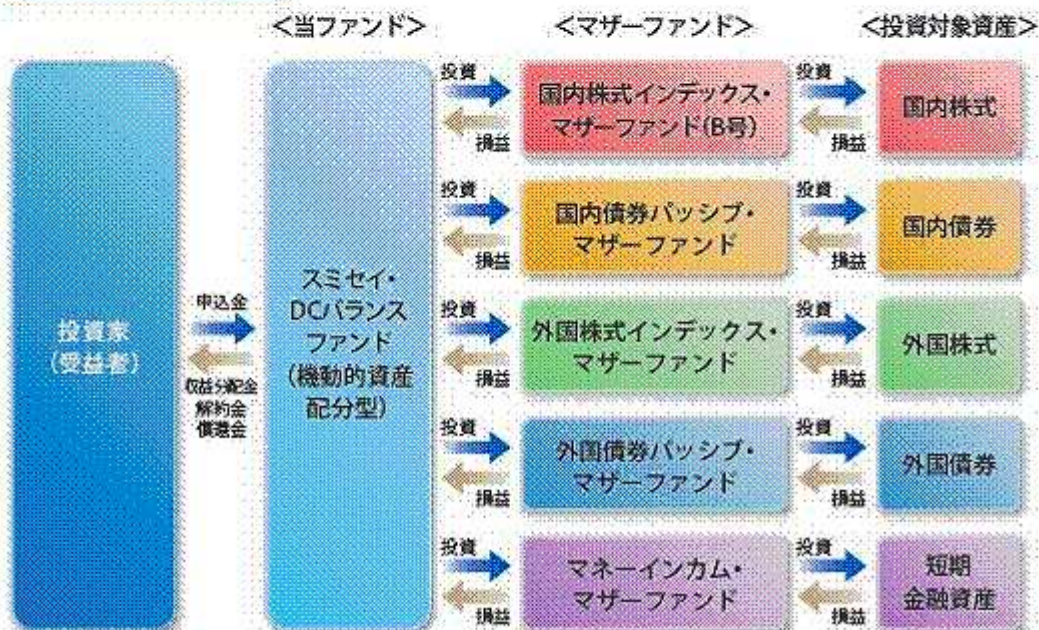 <当ファンド>
<マザーファンド>
<投資対象資産>
投資家
(受益者)
申込金
収益分配金
解約金
償還金
スミセイ・
DCバランス
ファンド
(機動的資産
配分型)
投資
損益
国内株式インデックス・
マザーファンド(B号)
投資
損益
国内株式
投資
損益
国内債券パッシブ・
マザーファンド
投資
損益
国内債券
投資
損益
外国株式インデックス・
マザーファンド
投資
損益
外国株式
投資
損益
外国債券パッシブ・
マザーファンド
投資
損益
外国債券
投資
損益
マネーインカム・
マザーファンド
投資
損益
短期
金融資産